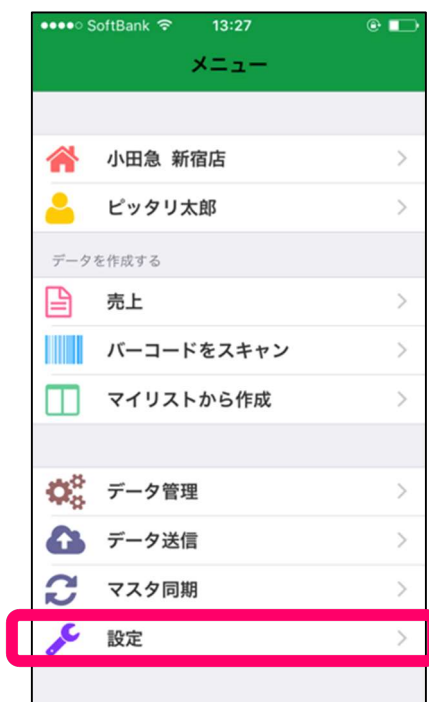 SoftBank 13:27
メニュー
小田急 新宿店
ピッタリ太郎
データを作成する
売上
バーコードをスキャン
マイリストから作成
データ管理
データ送信
マスタ同期
設定